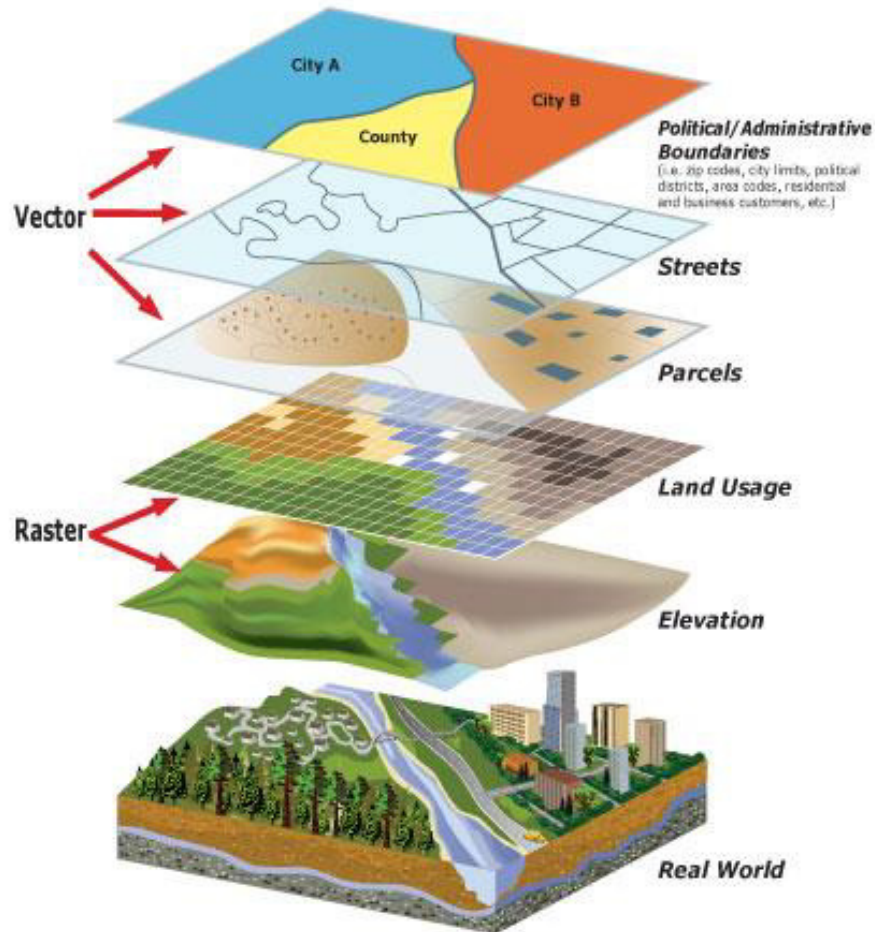 City A
City B
County
Political/Administrative
Boundaries
(i.e. zip codes, city limits, political
districts, area codes, residential
and business customers, etc.)
Vector
Streets
Parcels
Land Usage
Raster
Elevation
Real World